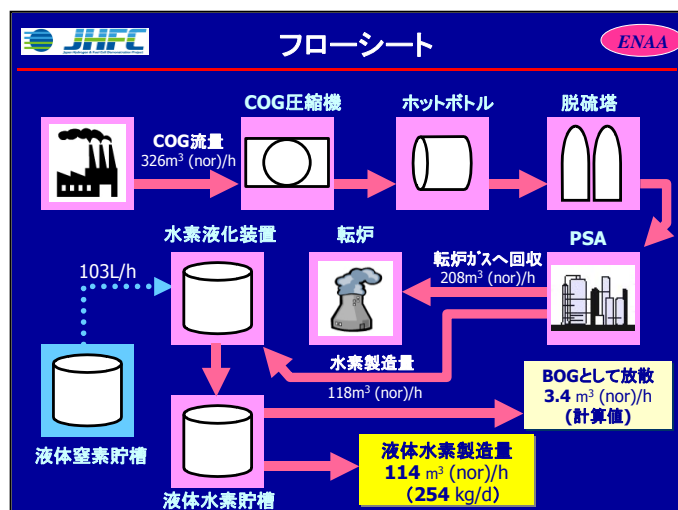 JHFC
フローシート
ENAA
COG圧縮機
ホットボトル
脱硫塔
COG流量
326m³ (nor)/h
水素液化装置
転炉
PSA
転炉ガスへ回収
208m³ (nor)/h
103L/h
水素製造量
118m³ (nor)/h
BOGとして放散
3.4 m³ (nor)/h
(計算値)
液体窒素貯槽
液体水素製造量
114 m³ (nor)/h
(254 kg/d)
液体水素貯槽